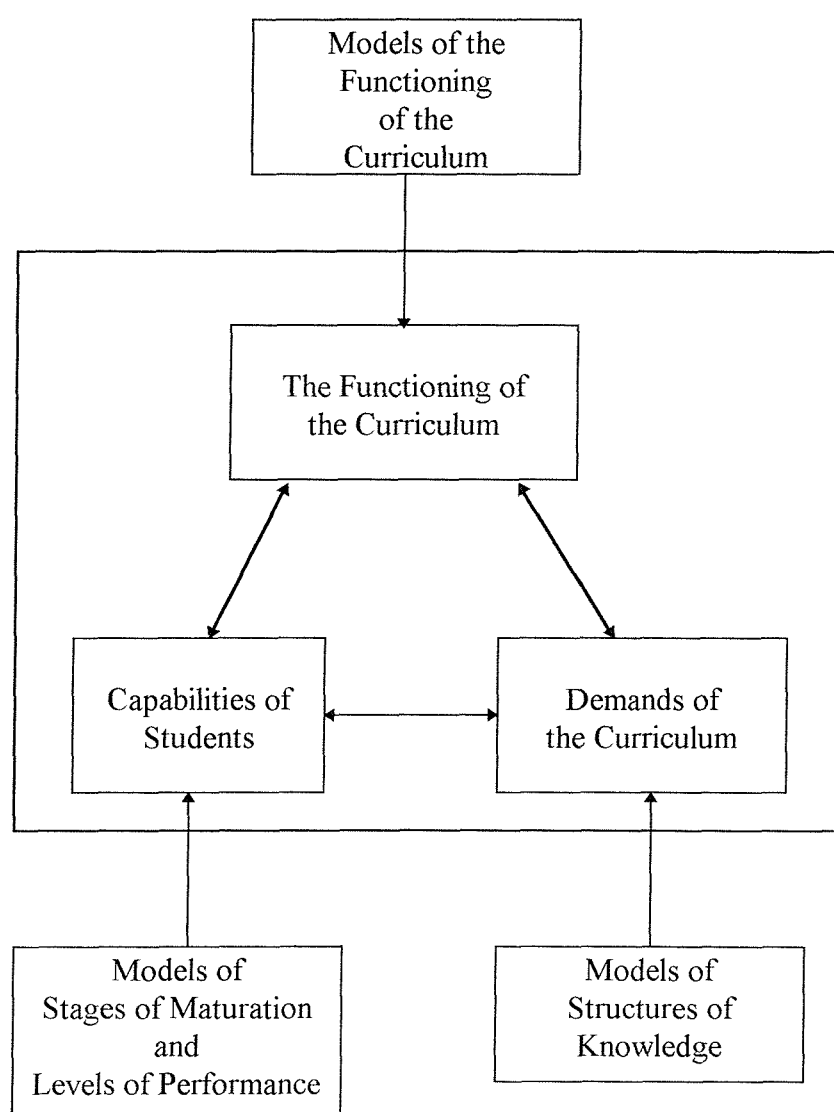 Models of the
Functioning
of the
Curriculum
The Functioning of
the Curriculum
Capabilities of
Students
Demands of
the Curriculum
Models of
Stages of Maturation
and
Levels of Performance
Models of
Structures of
Knowledge